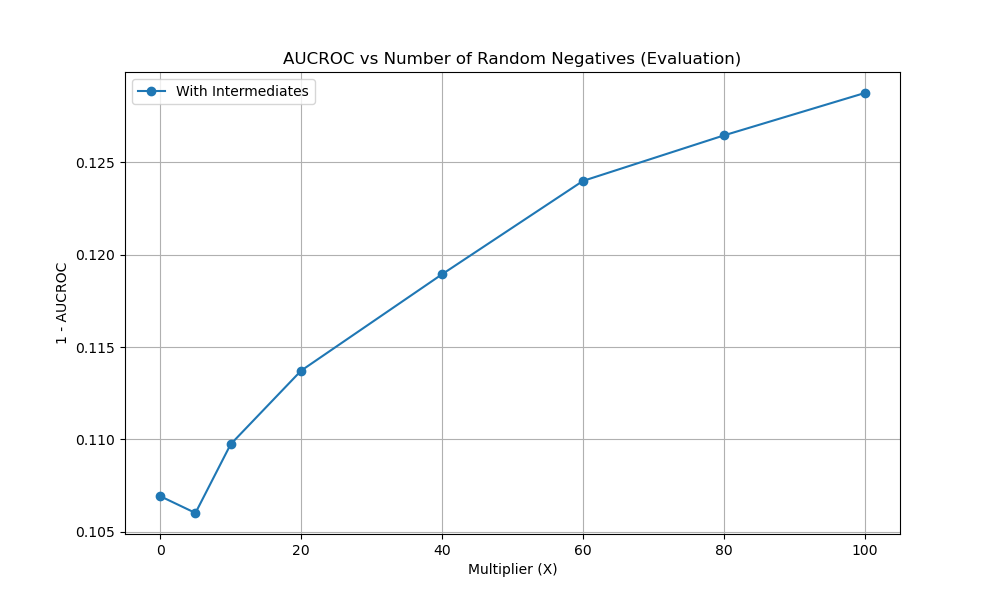 AUCROC vs Number of Random Negatives (Evaluation)
With Intermediates
1 - AUCROC
0.125
0.120
0.115
0.110
0.105
0 20 40 60 80 100
Multiplier (X)